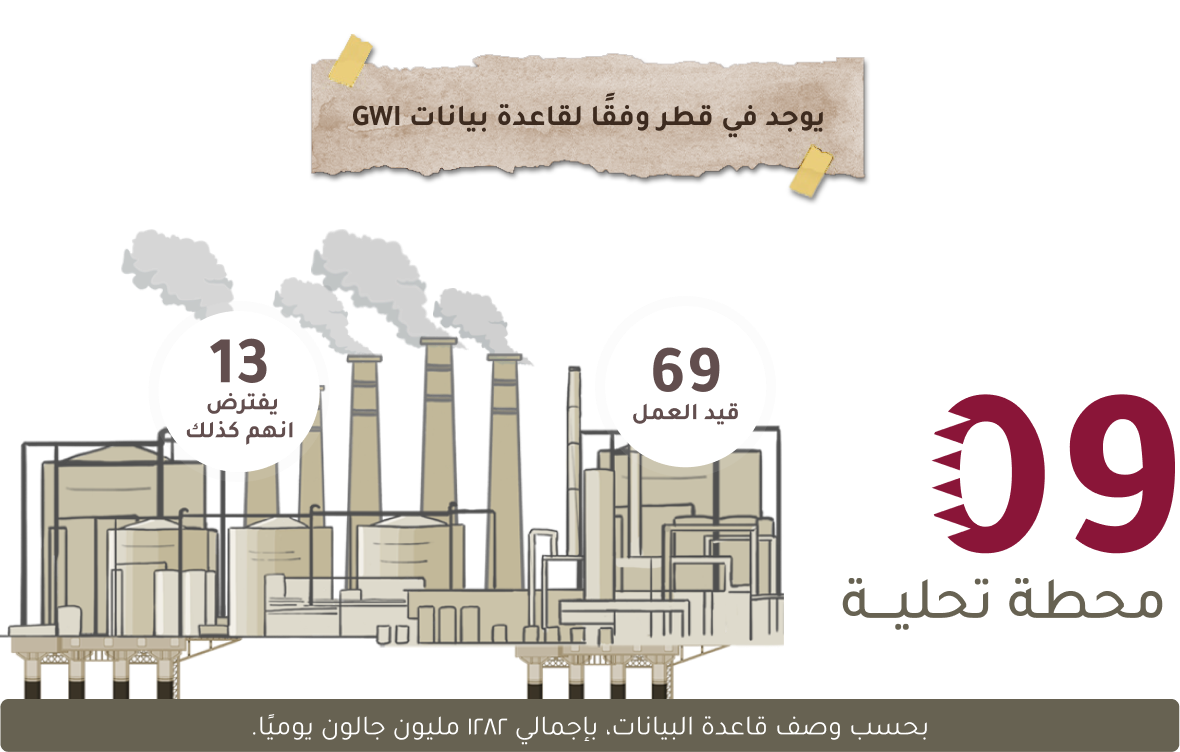 يوجد في قطر وفقًا لقاعدة بيانات GWI
09
محطة تحليـة
69
قيد العمل
13
يفترض
انهم كذلك
بحسب وصف قاعدة البيانات، بإجمالي ١٢٨٢ مليون جالون يوميًا.